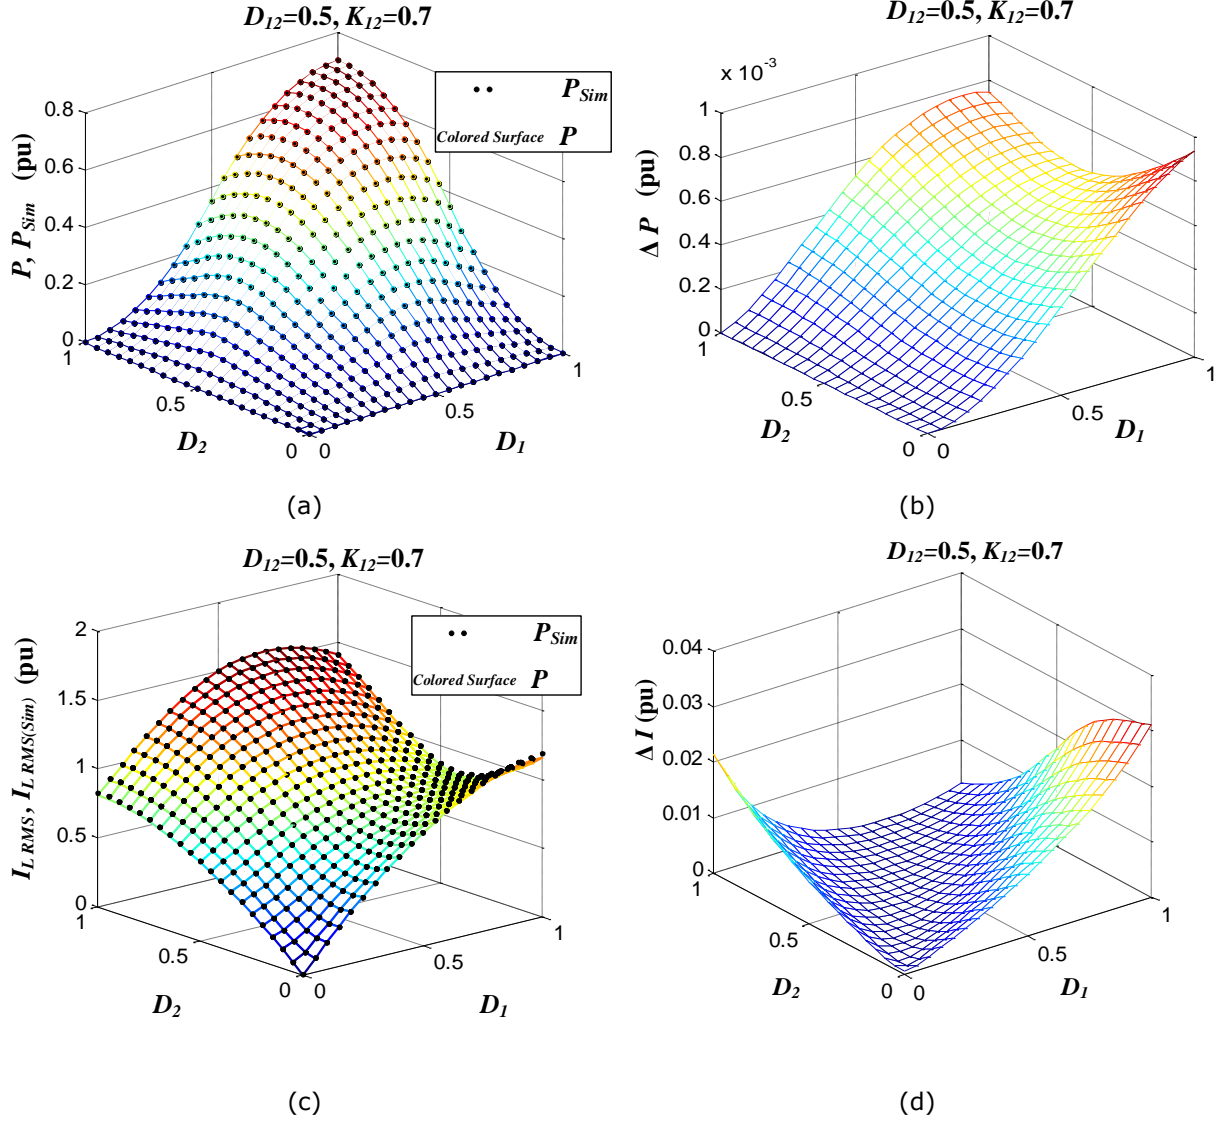 D12=0.5, K12=0.7
P, PSim (pu)
0.8
0.6
0.4
0.2
0
1
0.5
0
D2
0
0.5
1
D1
PSim
Colored Surface P
(a)
D12=0.5, K12=0.7
x 10-3
Δ P (pu)
1
0.8
0.6
0.4
0.2
0
1
0.5
0
D2
0
0.5
1
D1
(b)
D12=0.5, K12=0.7
IL RMS , IL RMS(Sim) (pu)
2
1.5
1
0.5
0
1
0.5
0
D2
0
0.5
1
D1
PSim
Colored Surface P
(c)
D12=0.5, K12=0.7
Δ I (pu)
0.04
0.03
0.02
0.01
0
1
0.5
0
D2
0
0.5
1
D1
(d)